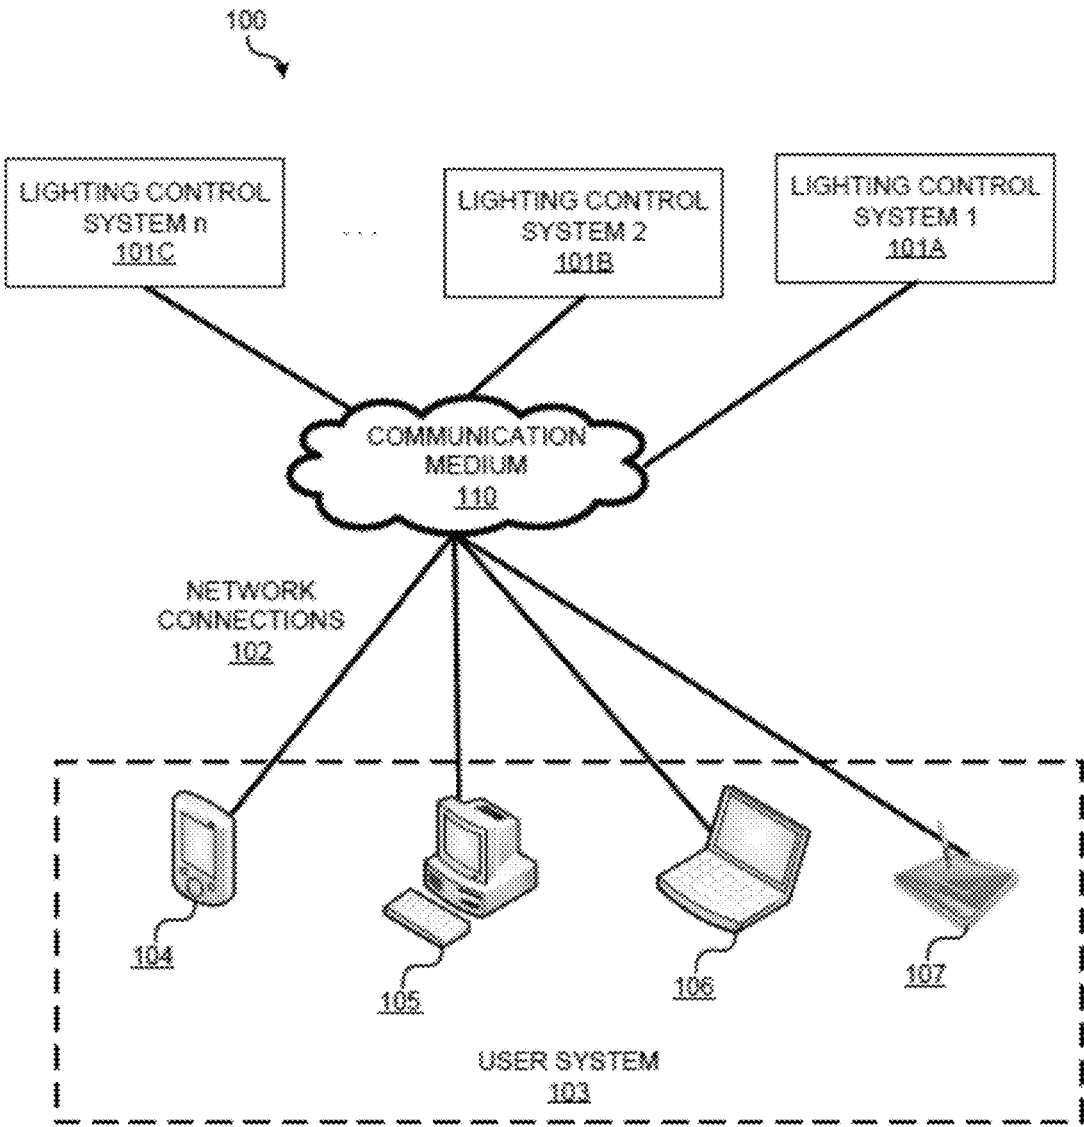 100
LIGHTING CONTROL
SYSTEM n
101C
. . .
LIGHTING CONTROL
SYSTEM 2
101B
LIGHTING CONTROL
SYSTEM 1
101A
COMMUNICATION
MEDIUM
110
NETWORK
CONNECTIONS
102
104
105
106
107
USER SYSTEM
103